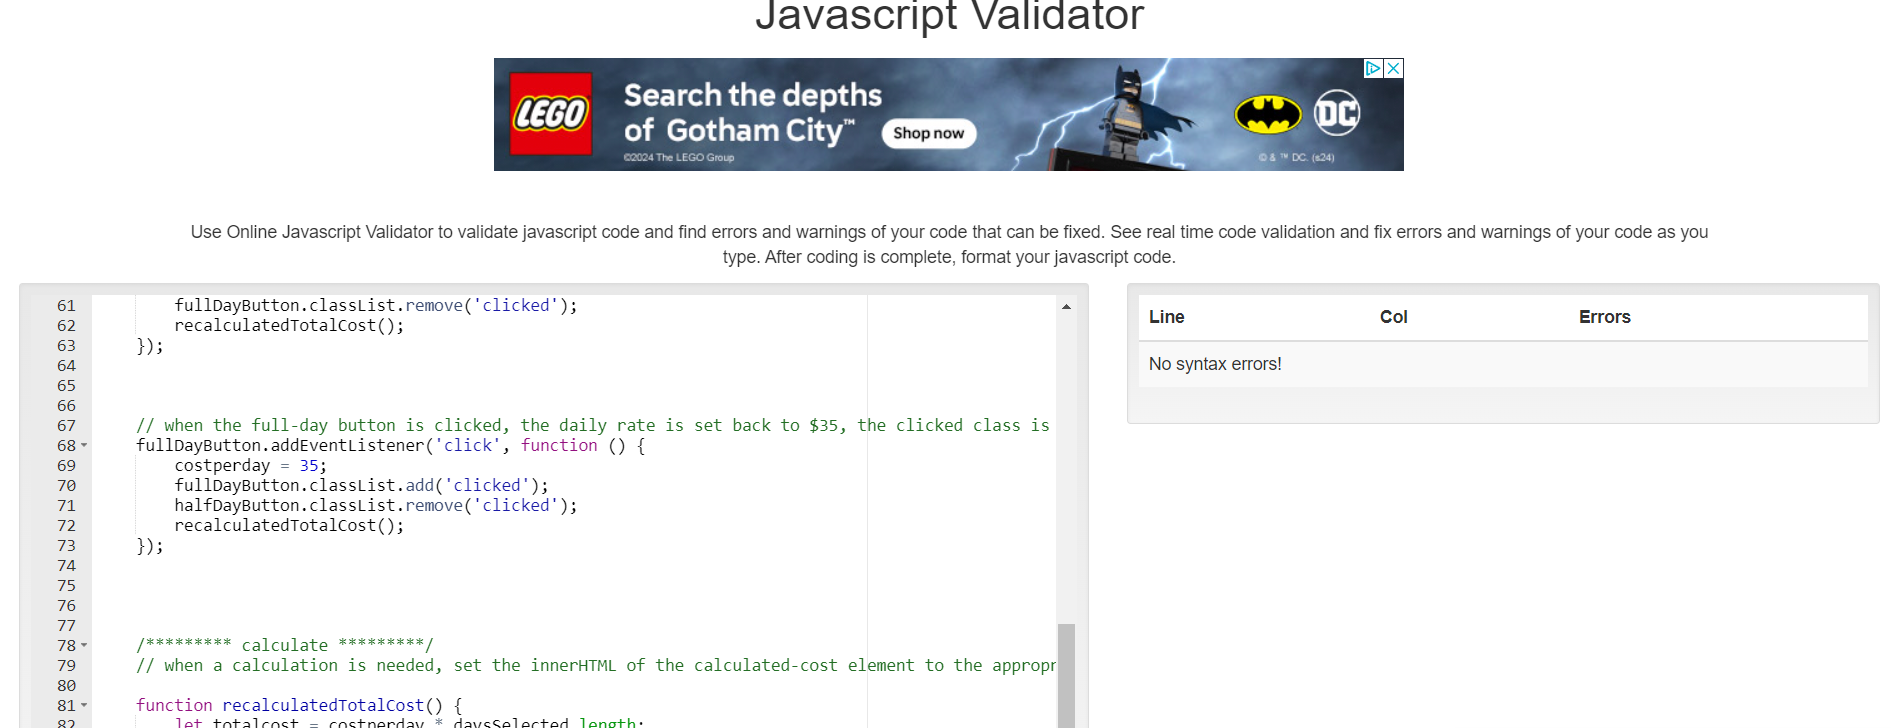 Javascript Validator
LEGO
Search the depths
of Gotham City™
Shop now
©2024 The LEGO Group
DC
© & ™ DC. (s24)
Use Online Javascript Validator to validate javascript code and find errors and warnings of your code that can be fixed. See real time code validation and fix errors and warnings of your code as you
type. After coding is complete, format your javascript code.
61 fullDayButton.classList.remove('clicked');
62 recalculatedTotalCost();
63 });
64
65
66
67 // when the full-day button is clicked, the daily rate is set back to $35, the clicked class is
68 fullDayButton.addEventListener('click', function () {
69 costperday = 35;
70 fullDayButton.classList.add('clicked');
71 halfDayButton.classList.remove('clicked');
72 recalculatedTotalCost();
73 });
74
75
76
77
78 /********* calculate *********/
79 // when a calculation is needed, set the innerHTML of the calculated-cost element to the appropr
80
81 function recalculatedTotalCost() {
82 let totalcost = costperday * daysSelected.length;
Line Col Errors
No syntax errors!